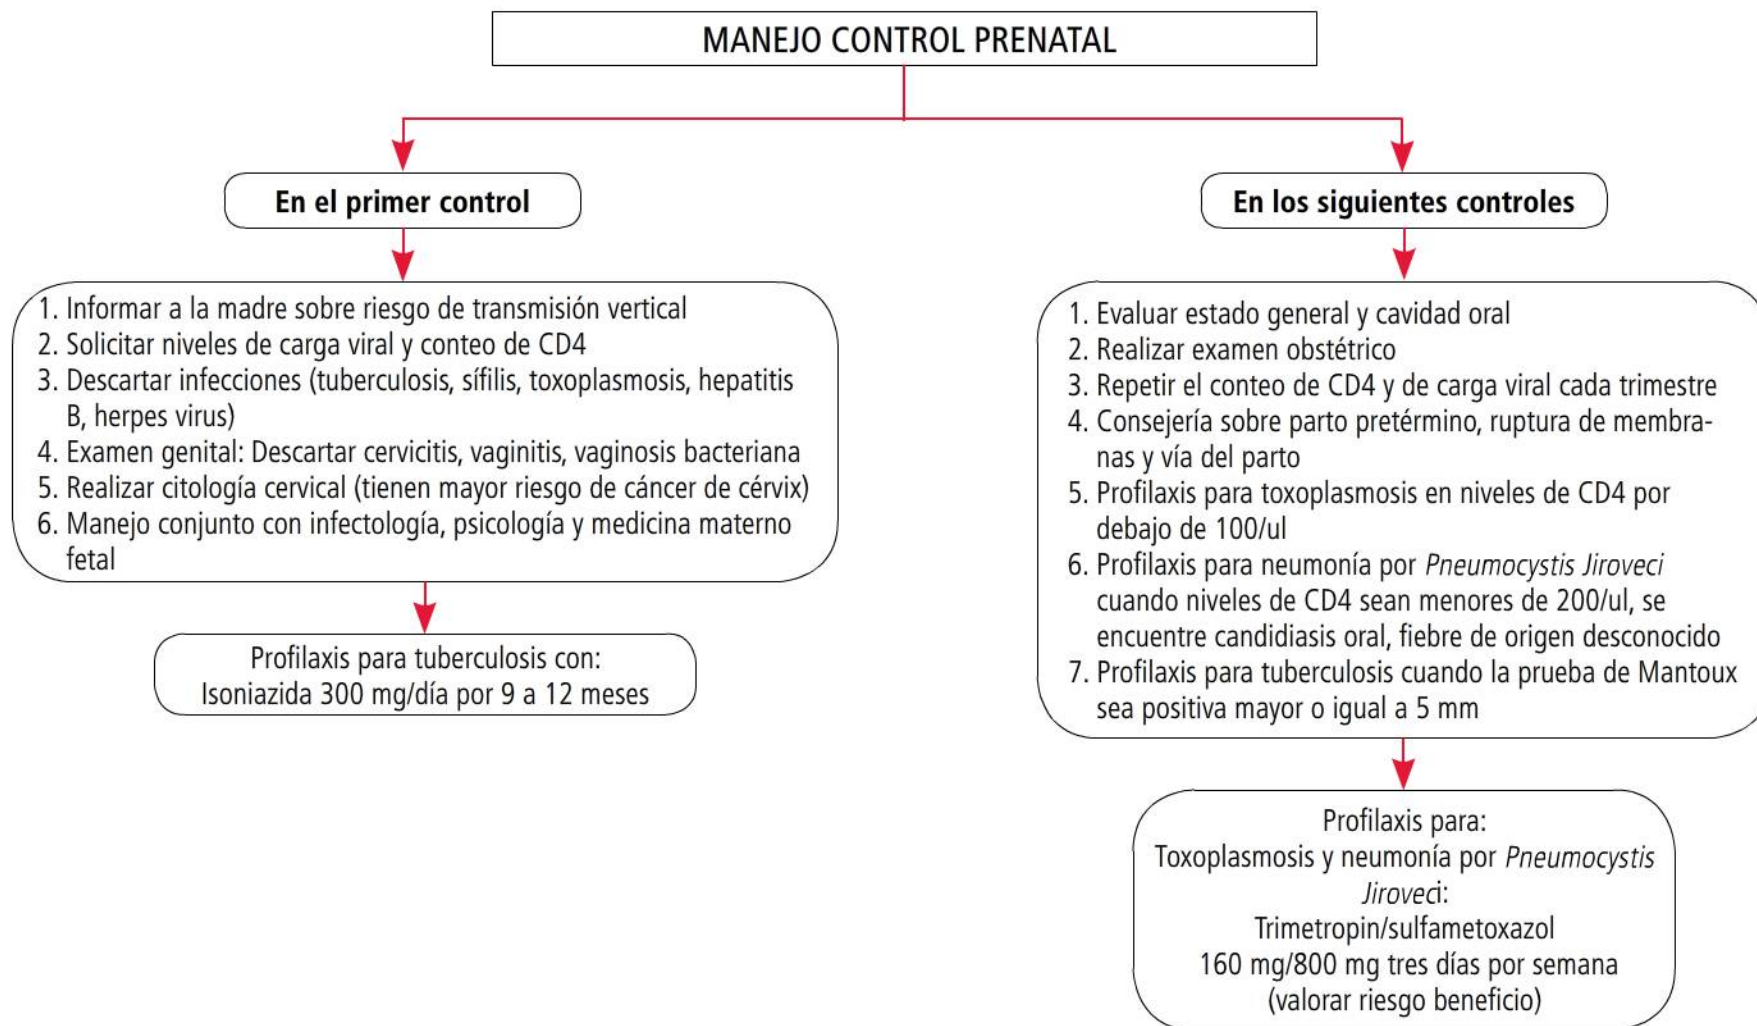 MANEJO CONTROL PRENATAL
En el primer control
1. Informar a la madre sobre riesgo de transmisión vertical
2. Solicitar niveles de carga viral y conteo de CD4
3. Descartar infecciones (tuberculosis, sífilis, toxoplasmosis, hepatitis
B, herpes virus)
4. Examen genital: Descartar cervicitis, vaginitis, vaginosis bacteriana
5. Realizar citología cervical (tienen mayor riesgo de cáncer de cérvix)
6. Manejo conjunto con infectología, psicología y medicina materno
fetal
Profilaxis para tuberculosis con:
Isoniazida 300 mg/día por 9 a 12 meses
En los siguientes controles
1. Evaluar estado general y cavidad oral
2. Realizar examen obstétrico
3. Repetir el conteo de CD4 y de carga viral cada trimestre
4. Consejería sobre parto pretérmino, ruptura de membra-
nas y vía del parto
5. Profilaxis para toxoplasmosis en niveles de CD4 por
debajo de 100/ul
6. Profilaxis para neumonía por Pneumocystis Jiroveci
cuando niveles de CD4 sean menores de 200/ul, se
encuentre candidiasis oral, fiebre de origen desconocido
7. Profilaxis para tuberculosis cuando la prueba de Mantoux
sea positiva mayor o igual a 5 mm
Profilaxis para:
Toxoplasmosis y neumonía por Pneumocystis
Jiroveci:
Trimetropin/sulfametoxazol
160 mg/800 mg tres días por semana
(valorar riesgo beneficio)